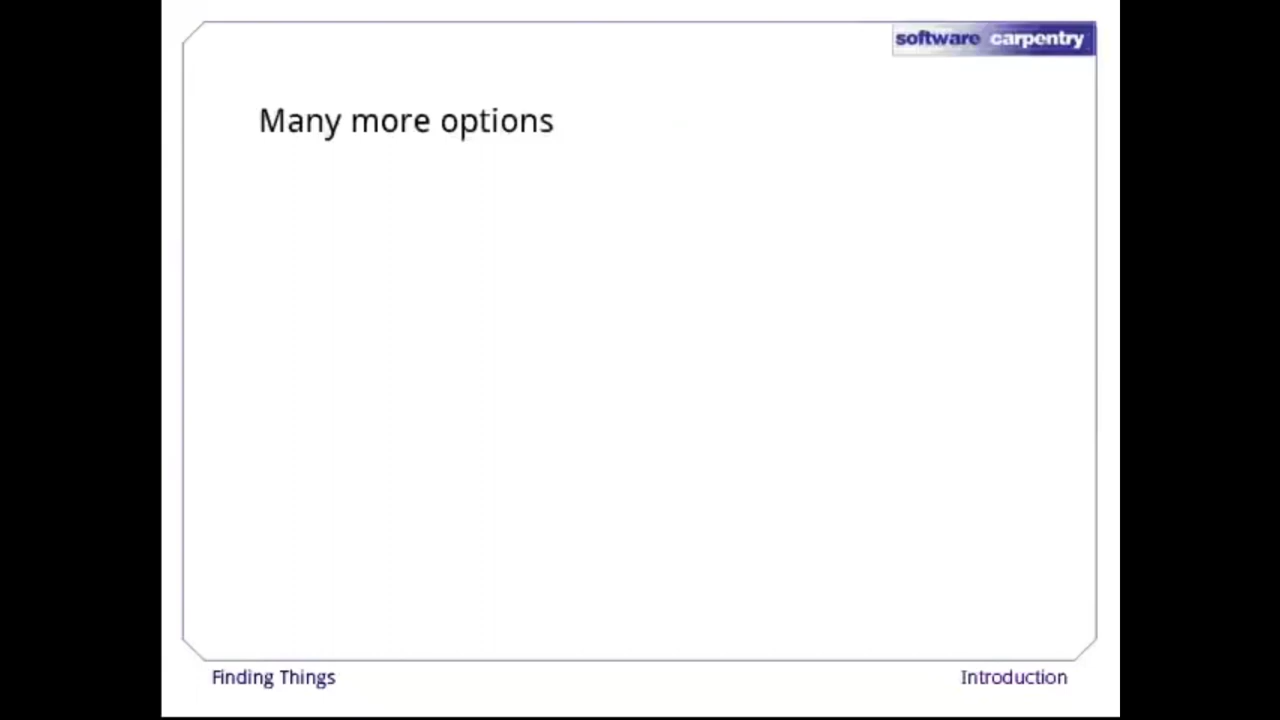 software carpentry
Many more options
Finding Things
Introduction